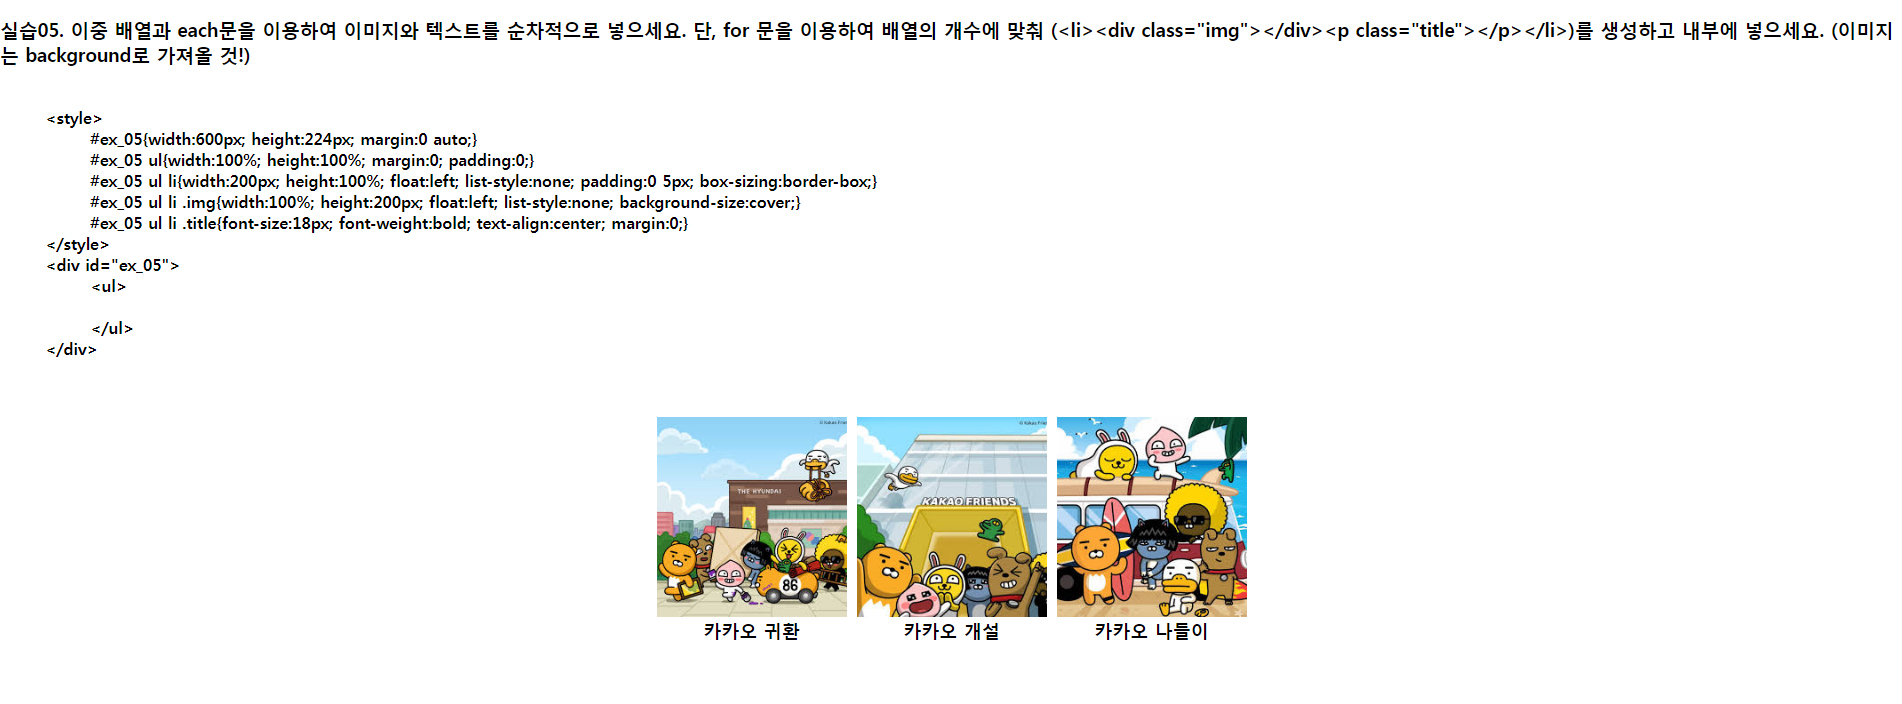 실습05. 이중 배열과 each문을 이용하여 이미지와 텍스트를 순차적으로 넣으세요. 단, for 문을 이용하여 배열의 개수에 맞춰 (<li><div class="img"></div><p class="title"></p></li>)를 생성하고 내부에 넣으세요. (이미지
는 background로 가져올 것!)
<style>
#ex_05{width:600px; height:224px; margin:0 auto;}
#ex_05 ul{width:100%; height:100%; margin:0; padding:0;}
#ex_05 ul li{width:200px; height:100%; float:left; list-style:none; padding:0 5px; box-sizing:border-box;}
#ex_05 ul li .img{width:100%; height:200px; float:left; list-style:none; background-size:cover;}
#ex_05 ul li .title{font-size:18px; font-weight:bold; text-align:center; margin:0;}
</style>
<div id="ex_05">
<ul>
</ul>
</div>
THE HYUNDAI
86
KAKAO FRIENDS
카카오 귀환
카카오 개설
카카오 나들이